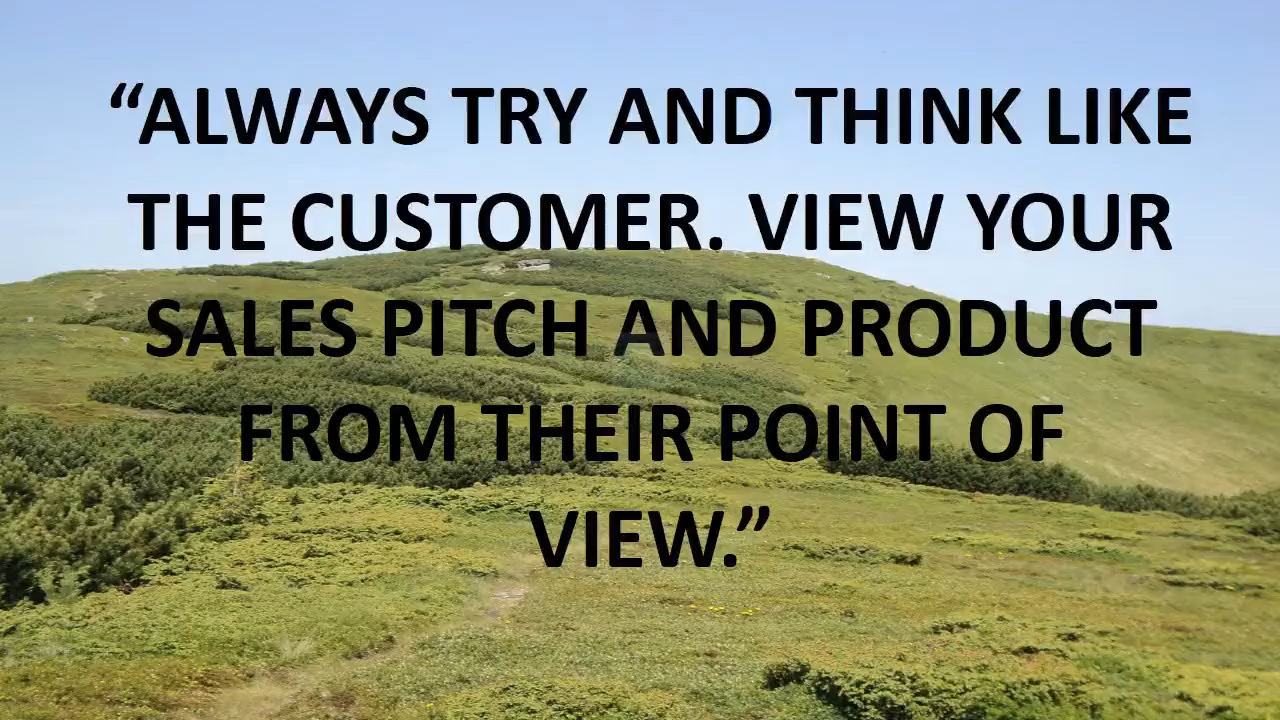 “ALWAYS TRY AND THINK LIKE
THE CUSTOMER. VIEW YOUR
SALES PITCH AND PRODUCT
FROM THEIR POINT OF
VIEW.”